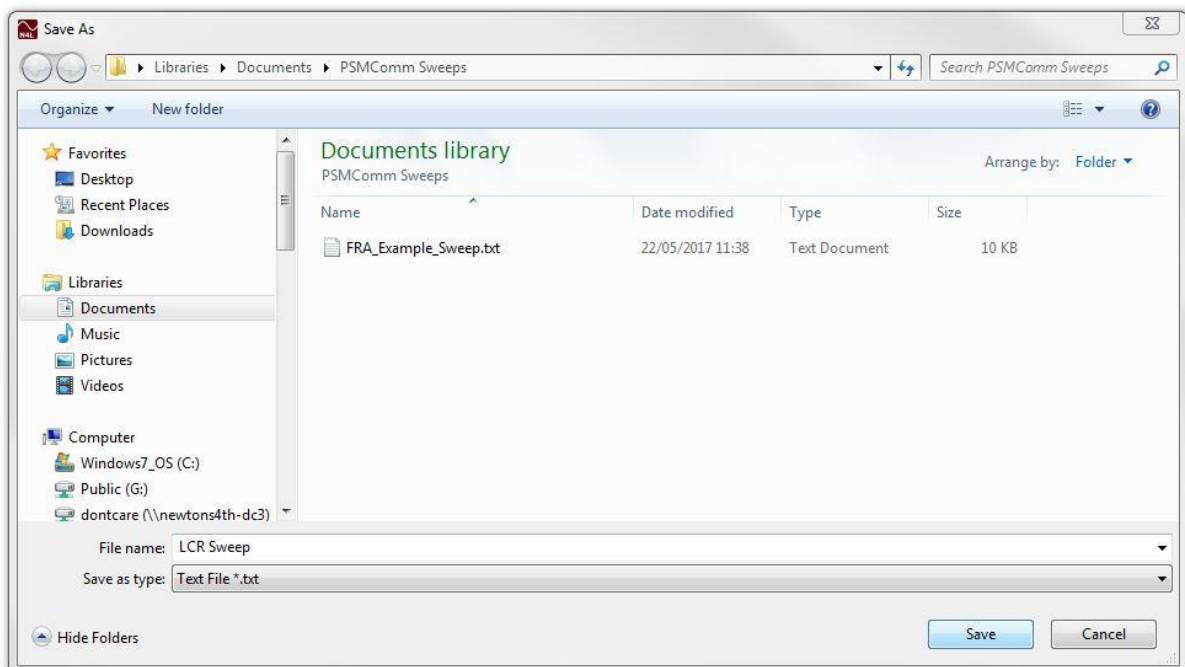 N4L Save As
Libraries Documents PSMComm Sweeps Search PSMComm Sweeps
Organize New folder
Favorites
Desktop
Recent Places
Downloads
Libraries
Documents
Music
Pictures
Videos
Computer
Windows7_OS (C:)
Public (G:)
dontcare (\\newtons4th-dc3)
Documents library
PSMComm Sweeps
Arrange by: Folder
Name Date modified Type Size
FRA_Example_Sweep.txt 22/05/2017 11:38 Text Document 10 KB
File name: LCR Sweep
Save as type: Text File *.txt
Hide Folders Save Cancel